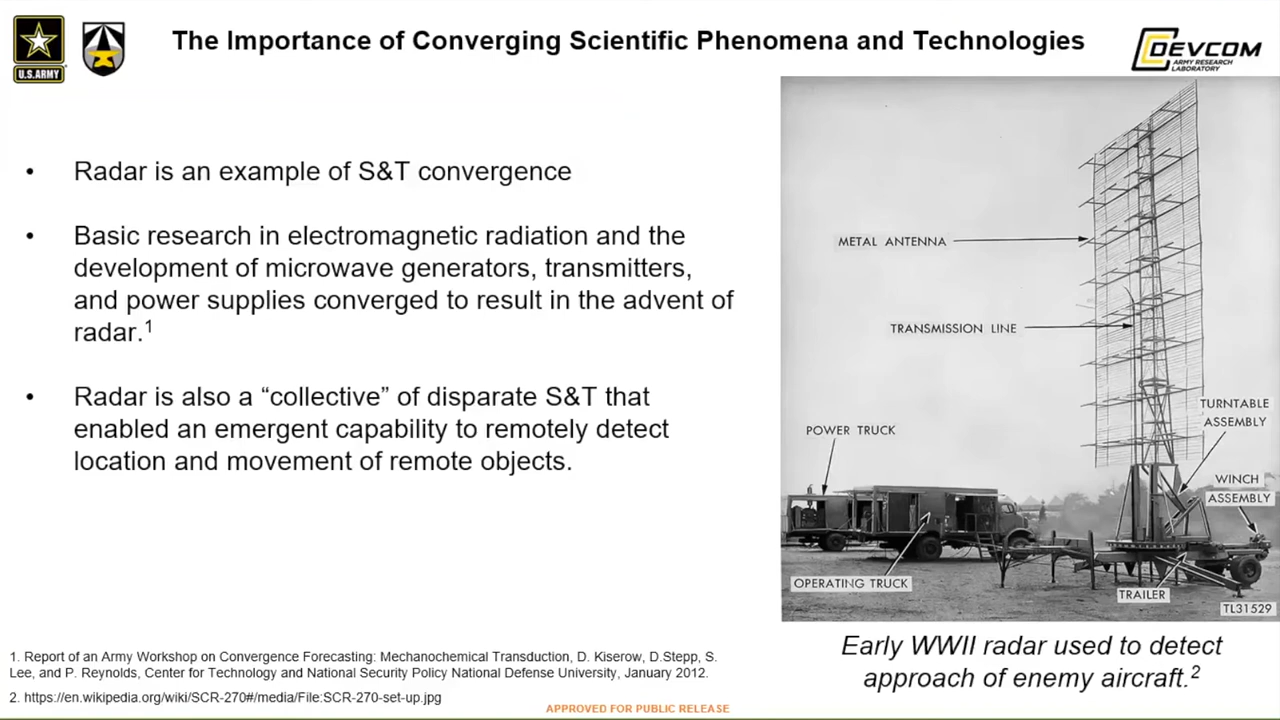 The Importance of Converging Scientific Phenomena and Technologies
U.S.ARMY
DEVCOM
ARMY RESEARCH
LABORATORY
• Radar is an example of S&T convergence
• Basic research in electromagnetic radiation and the
development of microwave generators, transmitters,
and power supplies converged to result in the advent of
radar.1
• Radar is also a “collective” of disparate S&T that
enabled an emergent capability to remotely detect
location and movement of remote objects.
METAL ANTENNA
TRANSMISSION LINE
TURNTABLE
ASSEMBLY
POWER TRUCK
WINCH
ASSEMBLY
OPERATING TRUCK
TRAILER
TL31529
Early WWII radar used to detect
approach of enemy aircraft.2
1. Report of an Army Workshop on Convergence Forecasting: Mechanochemical Transduction, D. Kiserow, D.Stepp, S.
Lee, and P. Reynolds, Center for Technology and National Security Policy National Defense University, January 2012.
2. https://en.wikipedia.org/wiki/SCR-270#/media/File:SCR-270-set-up.jpg
APPROVED FOR PUBLIC RELEASE